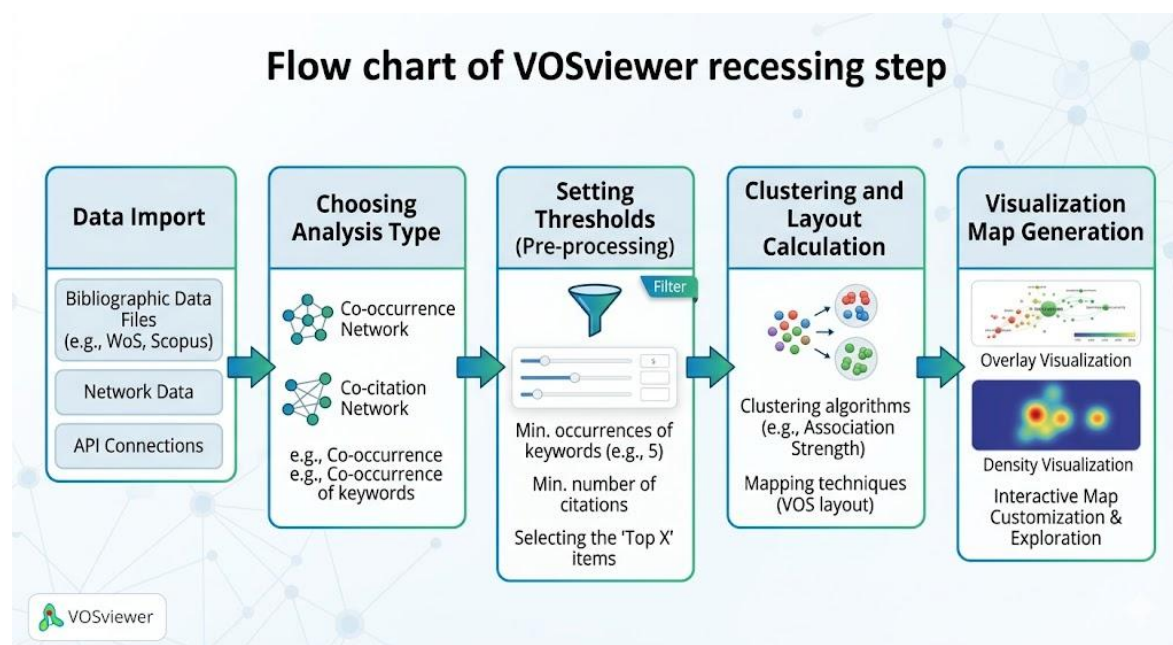 Flow chart of VOSviewer recessing step
Data Import
Bibliographic Data
Files
(e.g., WoS, Scopus)
Network Data
API Connections
Choosing
Analysis Type
Co-occurrence
Network
Co-citation
Network
e.g., Co-occurrence
e.g., Co-occurrence
of keywords
Setting
Thresholds
(Pre-processing)
Filter
5
Min. occurrences of
keywords (e.g., 5)
Min. number of
citations
Selecting the 'Top X'
items
Clustering and
Layout
Calculation
Clustering algorithms
(e.g., Association
Strength)
Mapping techniques
(VOS layout)
Visualization
Map Generation
Overlay Visualization
Density Visualization
Interactive Map
Customization &
Exploration
VOSviewer